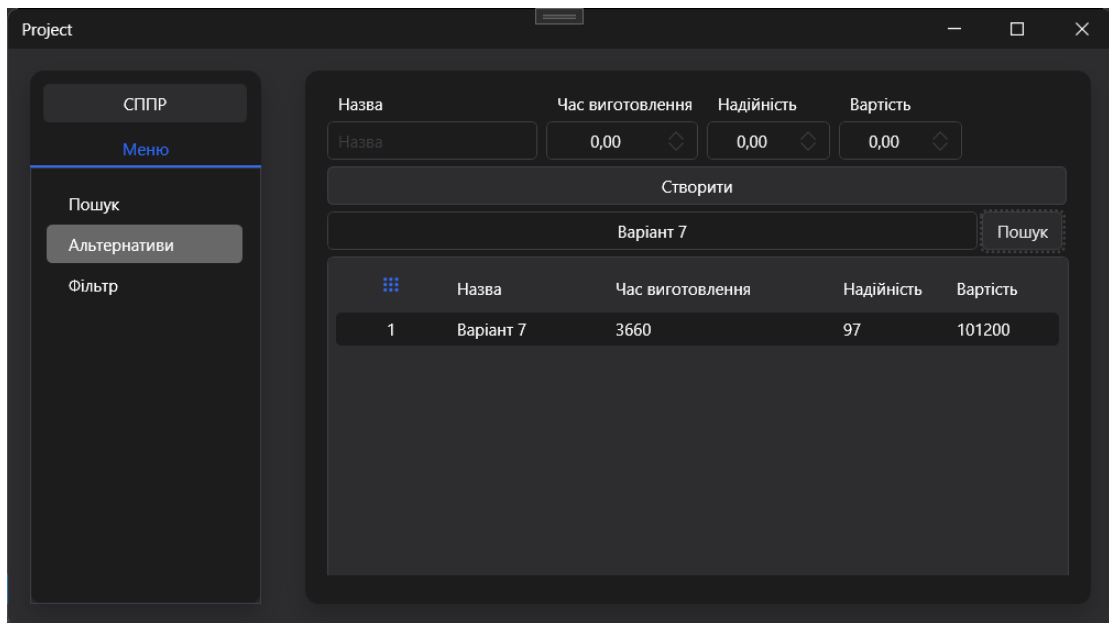 Project
СППР
Меню
Пошук
Альтернативи
Фільтр
Назва Час виготовлення Надійність Вартість
Назва 0,00 0,00 0,00
Створити
Варіант 7 Пошук
Назва Час виготовлення Надійність Вартість
1 Варіант 7 3660 97 101200